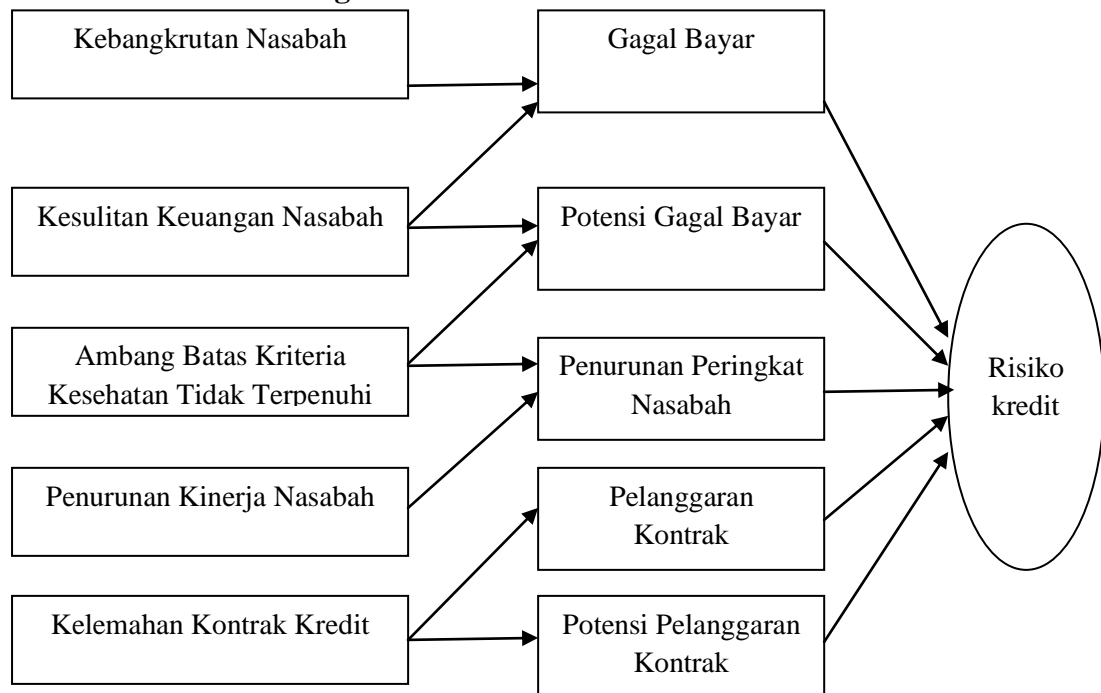 Kebangkrutan Nasabah
Gagal Bayar
Kesulitan Keuangan Nasabah
Potensi Gagal Bayar
Ambang Batas Kriteria
Kesehatan Tidak Terpenuhi
Penurunan Peringkat
Nasabah
Risiko
kredit
Penurunan Kinerja Nasabah
Pelanggaran
Kontrak
Kelemahan Kontrak Kredit
Potensi Pelanggaran
Kontrak